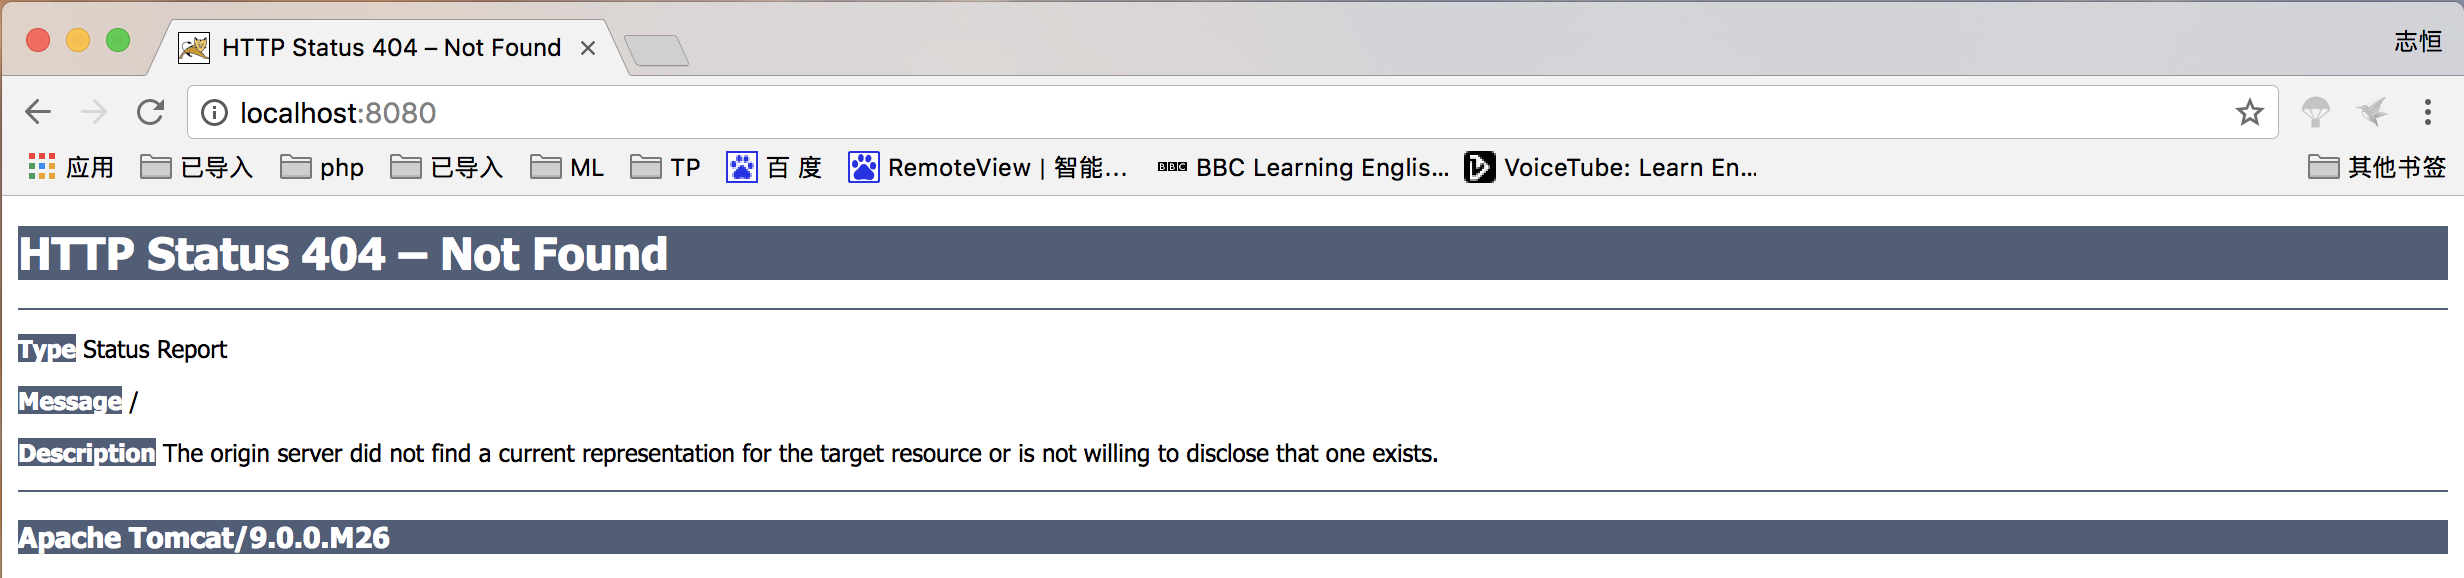 HTTP Status 404 – Not Found
志恒
localhost:8080
应用 已导入 php 已导入 ML TP 百 度 RemoteView | 智能... BBC BBC Learning Englis... VoiceTube: Learn En... 其他书签
HTTP Status 404 – Not Found
Type Status Report
Message /
Description The origin server did not find a current representation for the target resource or is not willing to disclose that one exists.
Apache Tomcat/9.0.0.M26